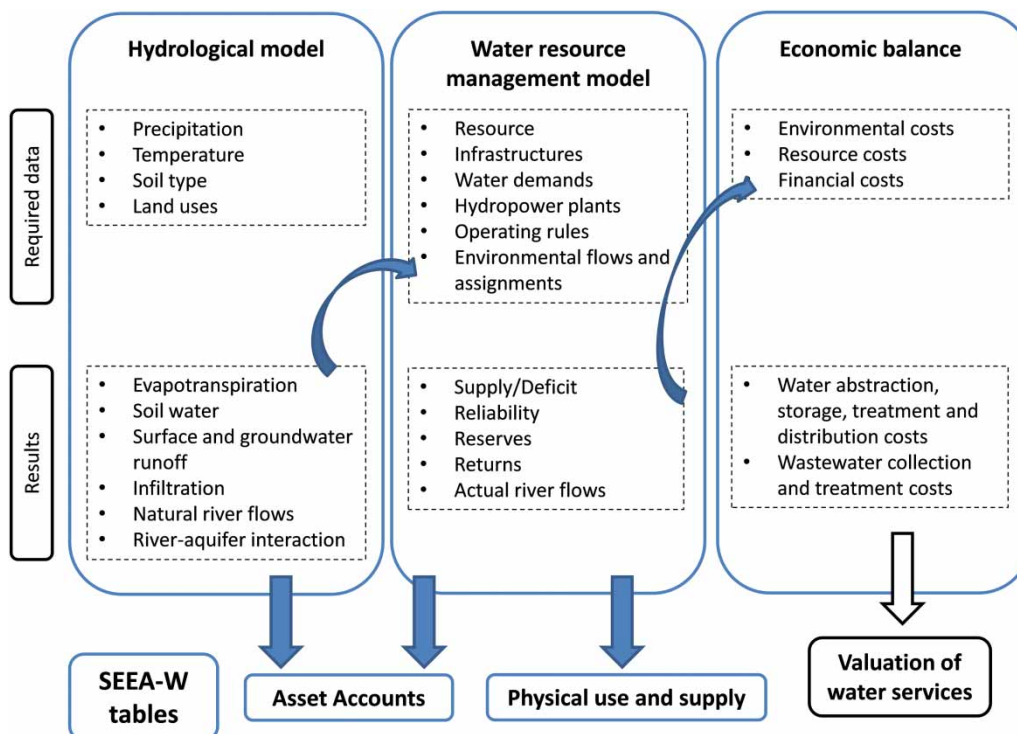 Hydrological model
Water resource
management model
Economic balance
Required data
• Precipitation
• Temperature
• Soil type
• Land uses
• Resource
• Infrastructures
• Water demands
• Hydropower plants
• Operating rules
• Environmental flows and
assignments
• Environmental costs
• Resource costs
• Financial costs
Results
• Evapotranspiration
• Soil water
• Surface and groundwater
runoff
• Infiltration
• Natural river flows
• River-aquifer interaction
• Supply/Deficit
• Reliability
• Reserves
• Returns
• Actual river flows
• Water abstraction,
storage, treatment and
distribution costs
• Wastewater collection
and treatment costs
SEEA-W
tables
Asset Accounts
Physical use and supply
Valuation of
water services